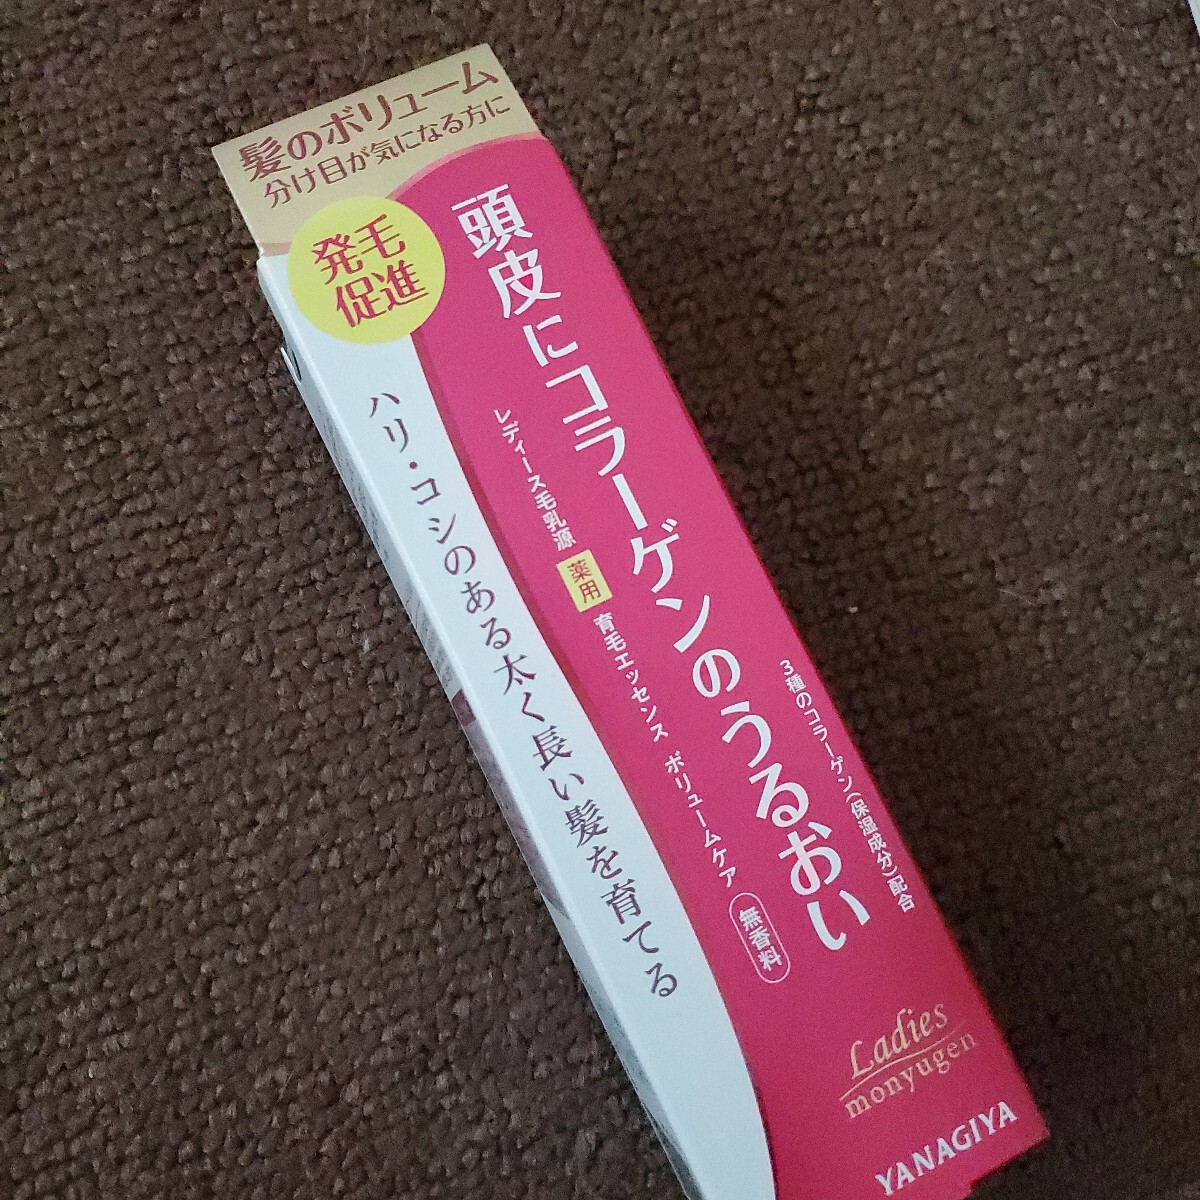 髪のボリューム
分け目が気になる方に
発毛
促進
頭皮にコラーゲンのうるおい
3種のコラーゲン(保湿成分)配合
レディース毛乳源
薬用
育毛エッセンス ボリュームケア
無香料
ハリ・コシのある太く長い髪を育てる
Ladies
monyugen
YANAGIYA